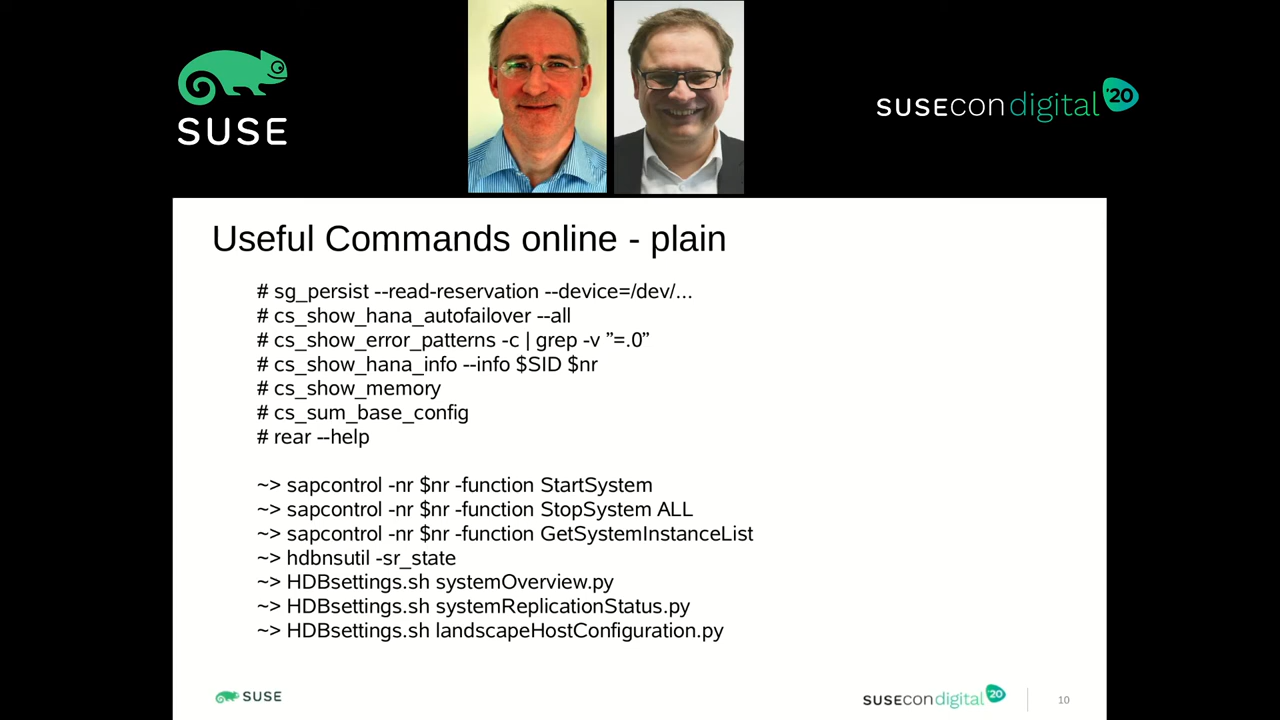 SUSE
SUSEcon digital '20
Useful Commands online - plain
# sg_persist --read-reservation --device=/dev/...
# cs_show_hana_autofailover --all
# cs_show_error_patterns -c | grep -v ”=.0”
# cs_show_hana_info --info $SID $nr
# cs_show_memory
# cs_sum_base_config
# rear --help
~> sapcontrol -nr $nr -function StartSystem
~> sapcontrol -nr $nr -function StopSystem ALL
~> sapcontrol -nr $nr -function GetSystemInstanceList
~> hdbnsutil -sr_state
~> HDBsettings.sh systemOverview.py
~> HDBsettings.sh systemReplicationStatus.py
~> HDBsettings.sh landscapeHostConfiguration.py
SUSE
SUSEcon digital '20
10